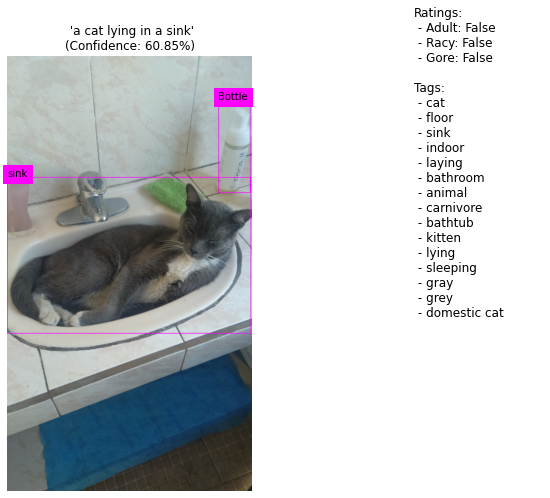 'a cat lying in a sink'
(Confidence: 60.85%)
Bottle
sink
Ratings:
- Adult: False
- Racy: False
- Gore: False
Tags:
- cat
- floor
- sink
- indoor
- laying
- bathroom
- animal
- carnivore
- bathtub
- kitten
- lying
- sleeping
- gray
- grey
- domestic cat